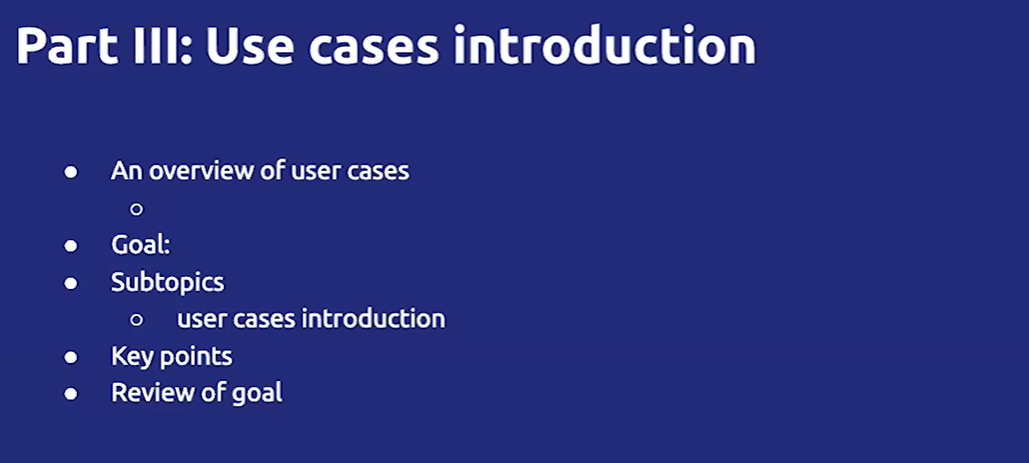 Part III: Use cases introduction
An overview of user cases
Goal:
Subtopics
user cases introduction
Key points
Review of goal